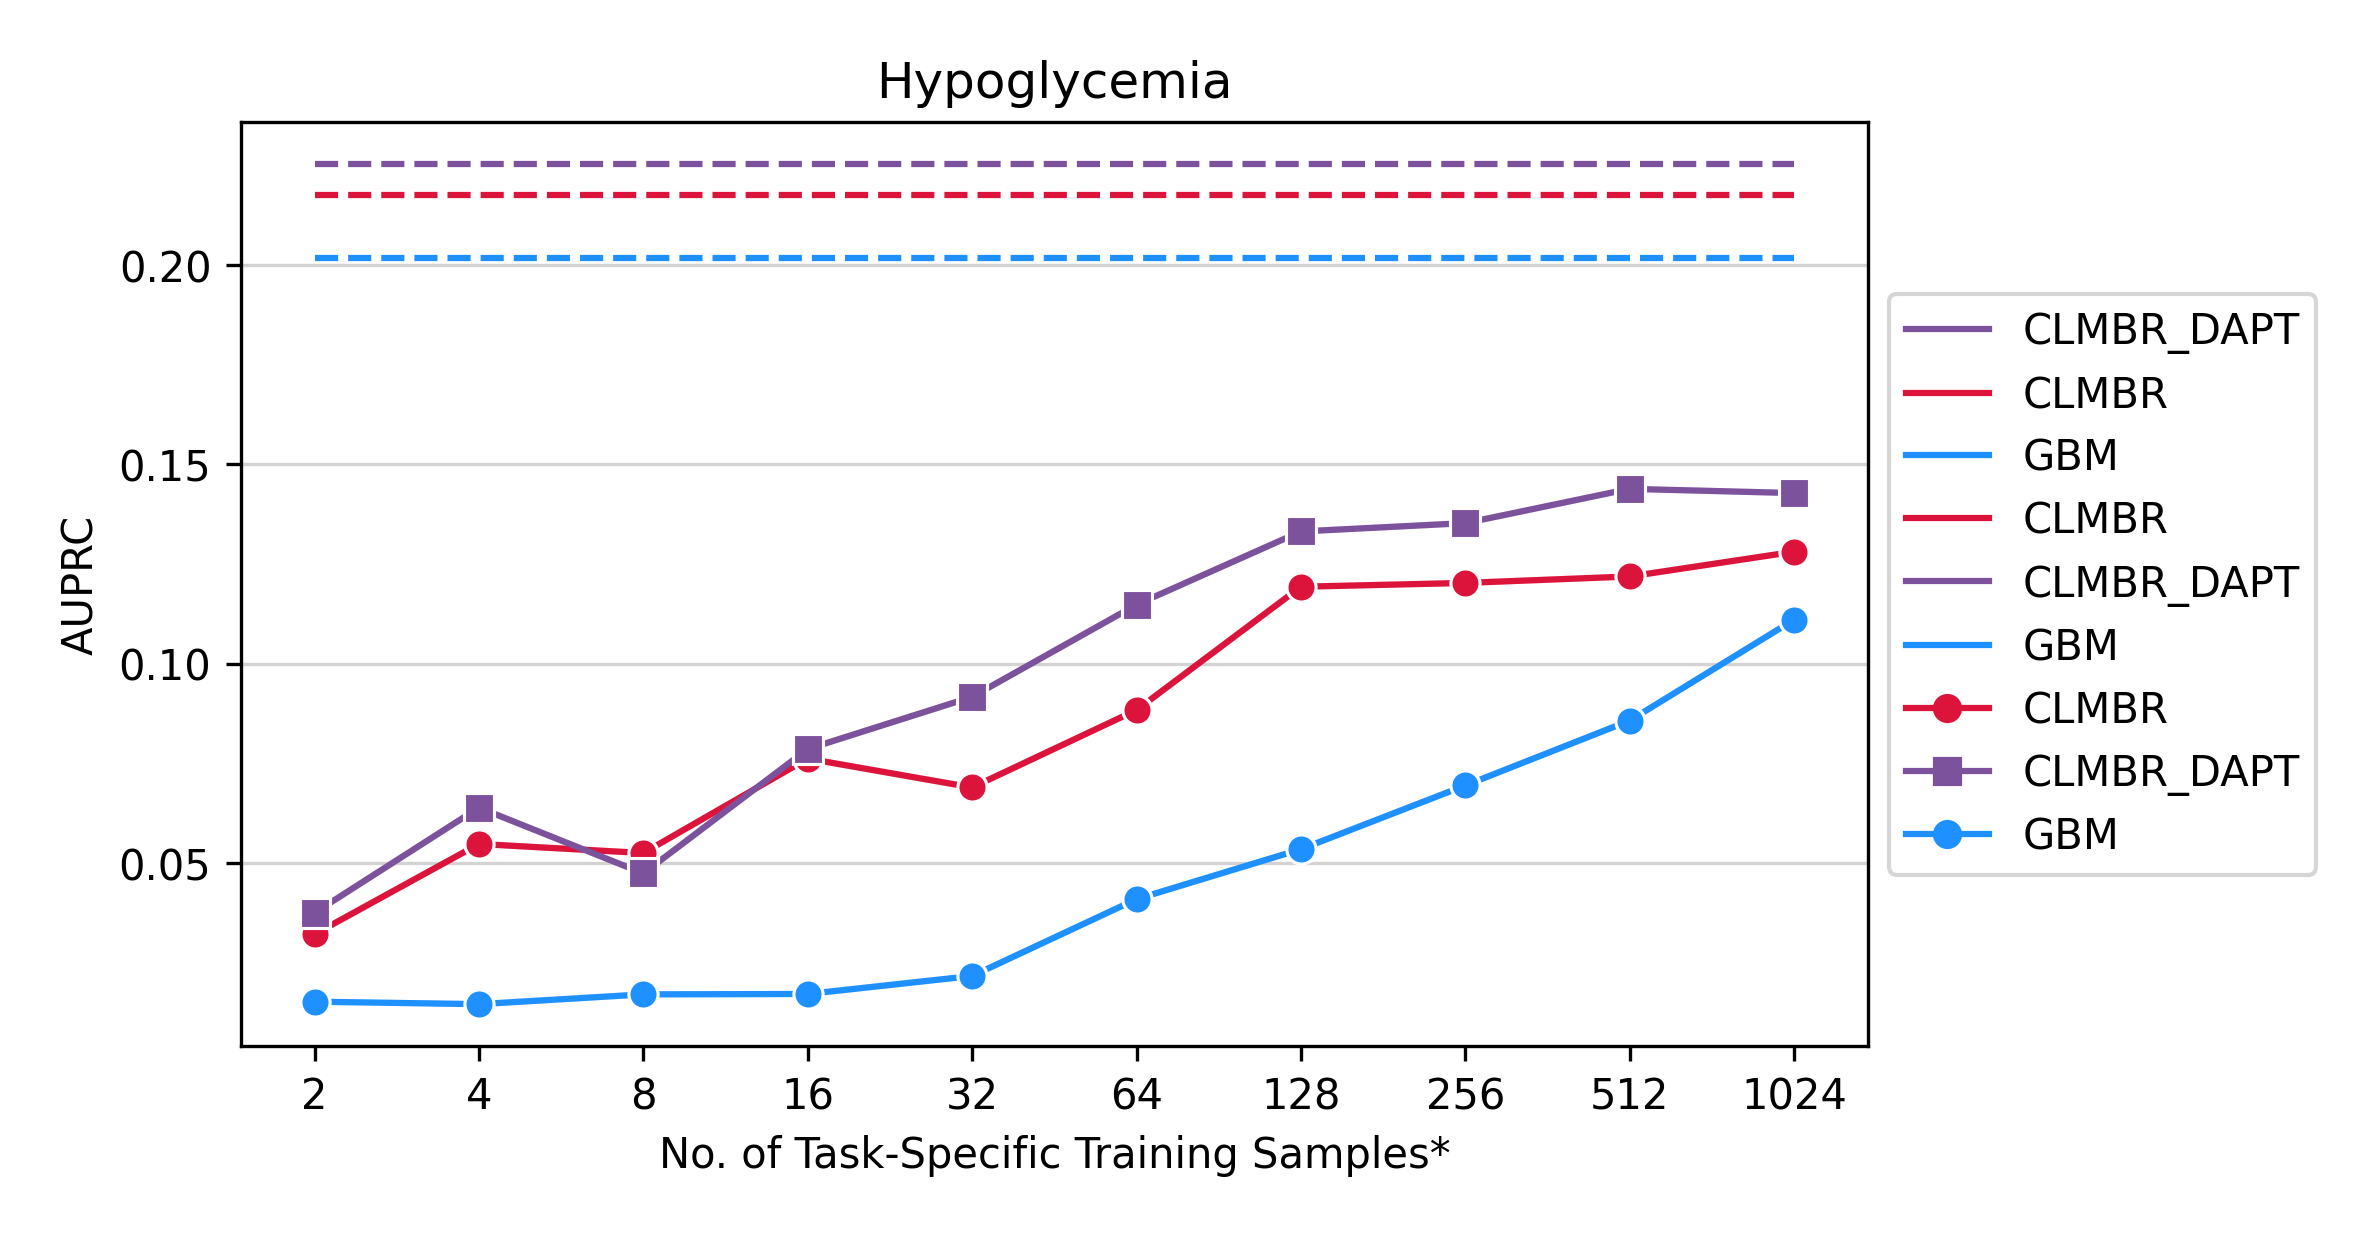 Hypoglycemia
AUPRC
0.20
0.15
0.10
0.05
2 4 8 16 32 64 128 256 512 1024
No. of Task-Specific Training Samples*
CLMBR_DAPT
CLMBR
GBM
CLMBR
CLMBR_DAPT
GBM
CLMBR
CLMBR_DAPT
GBM